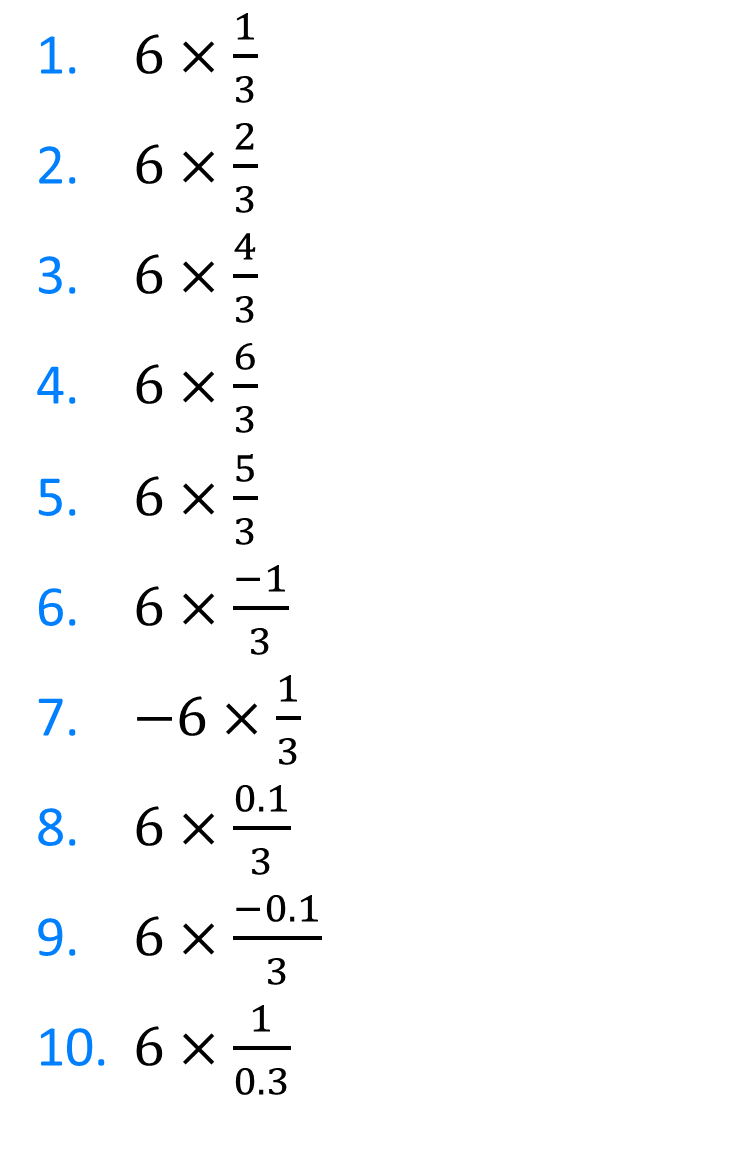 1. 6 × 1/3
2. 6 × 2/3
3. 6 × 4/3
4. 6 × 6/3
5. 6 × 5/3
6. 6 × −1/3
7. −6 × 1/3
8. 6 × 0.1/3
9. 6 × −0.1/3
10. 6 × 1/0.3